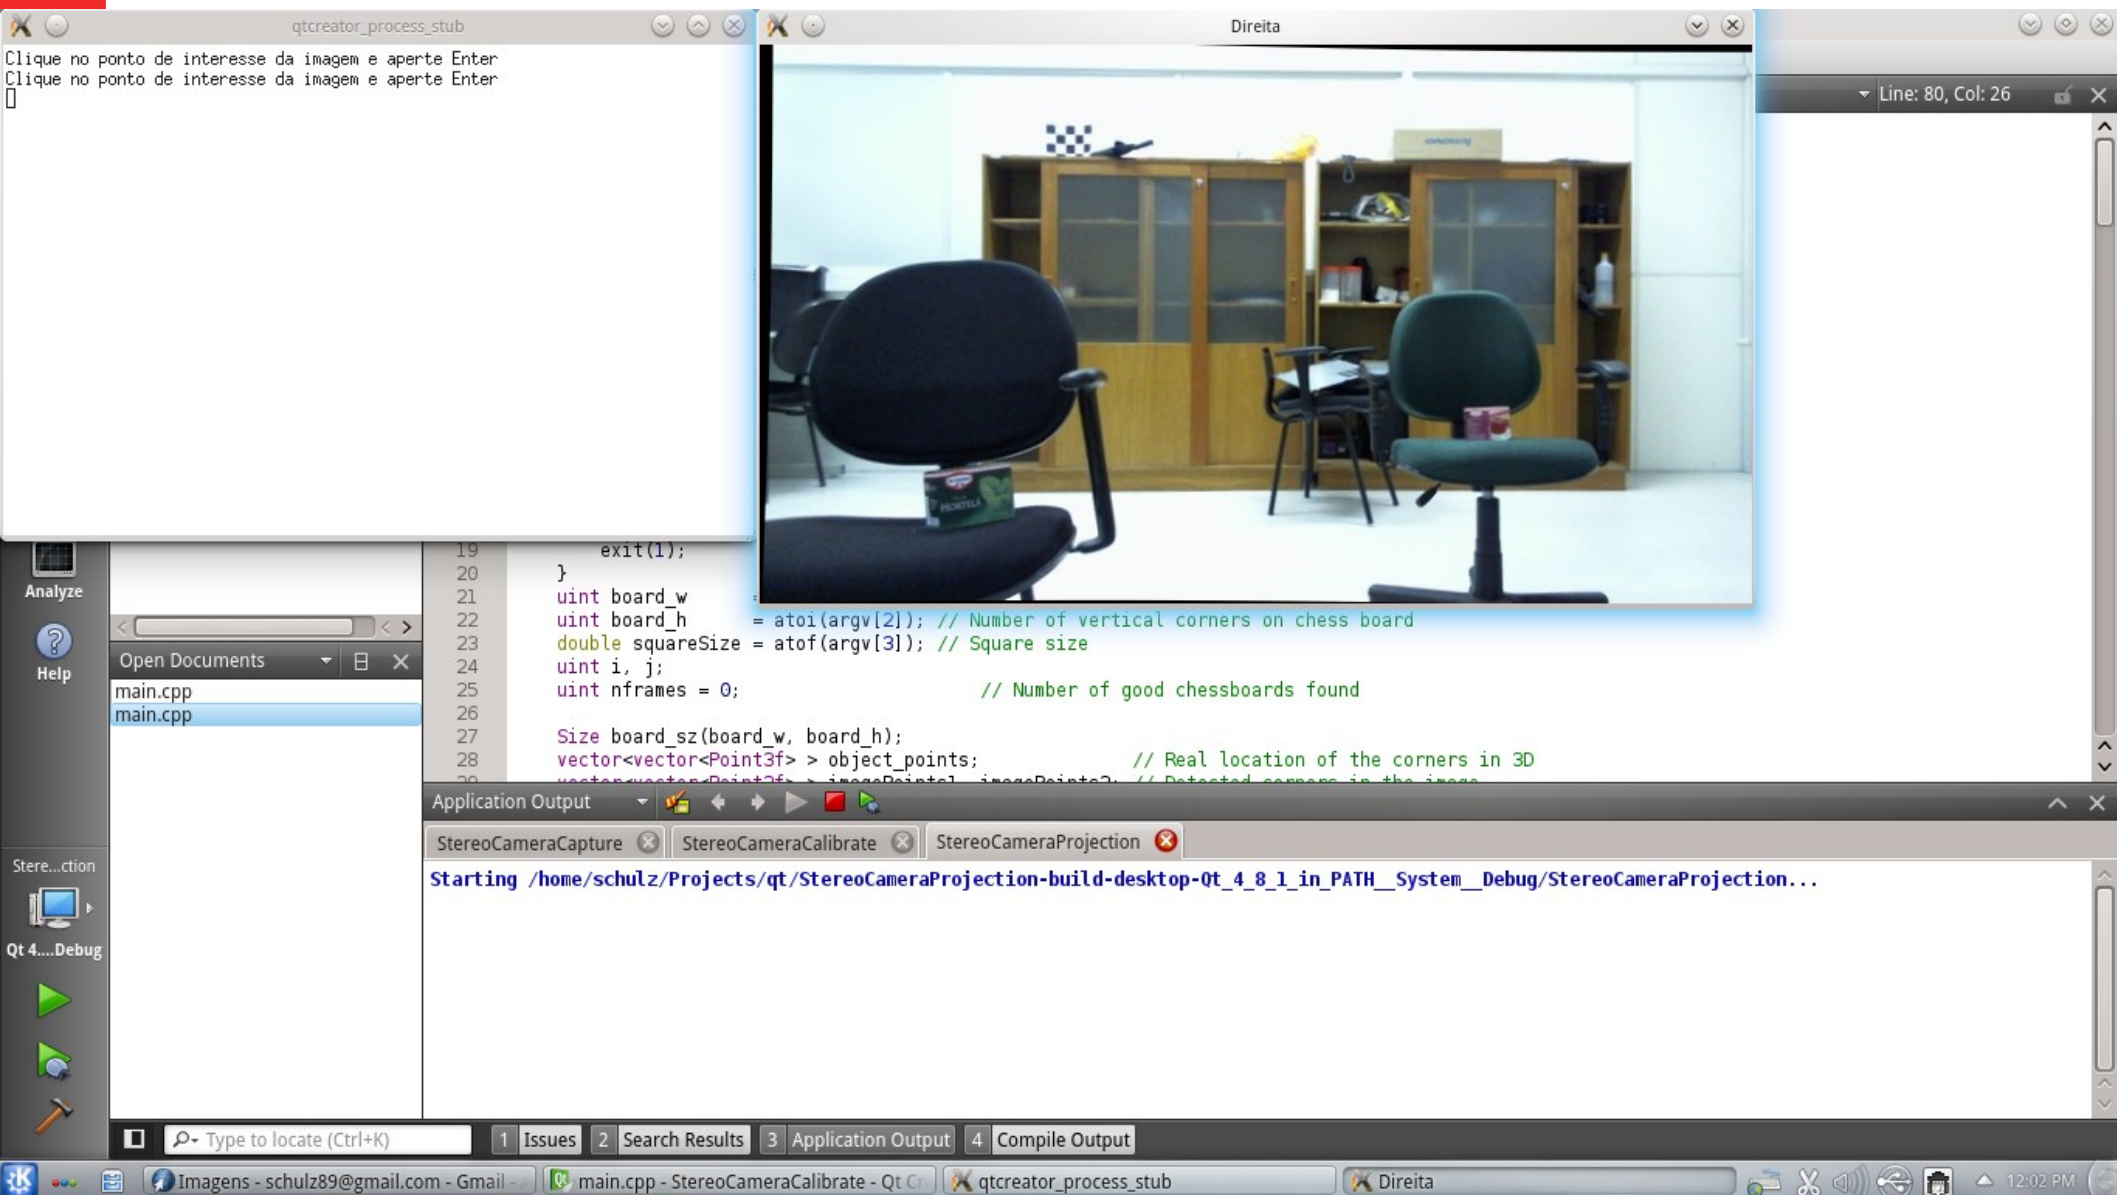 qtcreator_process_stub
Clique no ponto de interesse da imagem e aperte Enter
Clique no ponto de interesse da imagem e aperte Enter
Direita
HORTELÃ
Line: 80, Col: 26
Analyze
Help
Open Documents
main.cpp
main.cpp
19 exit(1);
20 }
21 uint board_w
22 uint board_h = atoi(argv[2]); // Number of vertical corners on chess board
23 double squareSize = atof(argv[3]); // Square size
24 uint i, j;
25 uint nframes = 0; // Number of good chessboards found
26
27 Size board_sz(board_w, board_h);
28 vector<vector<Point3f> > object_points; // Real location of the corners in 3D
Application Output
StereoCameraCapture StereoCameraCalibrate StereoCameraProjection
Starting /home/schulz/Projects/qt/StereoCameraProjection-build-desktop-Qt_4_8_1_in_PATH__System__Debug/StereoCameraProjection...
Stere...ction
Qt 4....Debug
Type to locate (Ctrl+K)
1 Issues 2 Search Results 3 Application Output 4 Compile Output
Imagens - schulz89@gmail.com - Gmail - main.cpp - StereoCameraCalibrate - Qt C qtcreator_process_stub Direita 12:02 PM